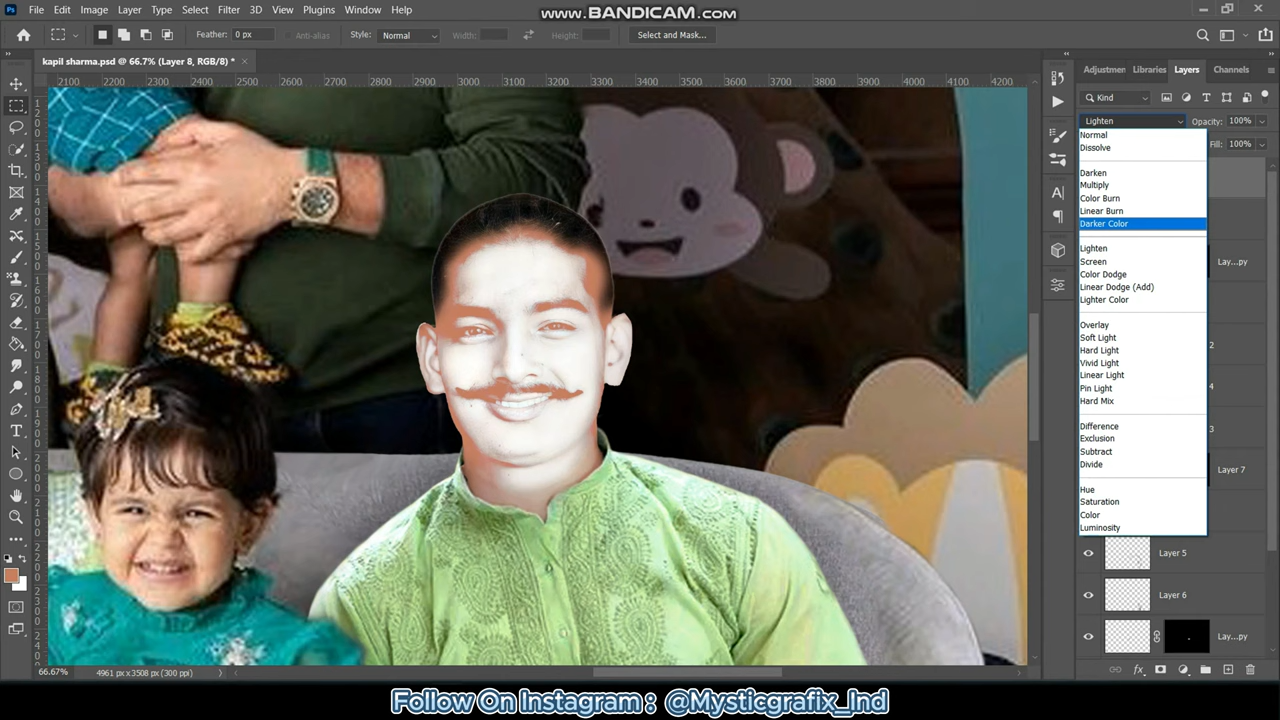 www.BANDICAM.com
File Edit Image Layer Type Select Filter 3D View Plugins Window Help
Feather: 0 px Anti-alias Style: Normal Width: Height: Select and Mask...
kapil sharma.psd @ 66.7% (Layer 8, RGB/8) *
Adjustmen Libraries Layers Channels
2100 2200 2300 2400 2500 2600 2700 2800 2900 3000 3100 3200 3300 3400 3500 3600 3700 3800 3900 4000 4100 4200
Kind
Lighten Opacity: 100%
Normal
Fill: 100%
Dissolve
Darken
Multiply
Color Burn
Linear Burn
Darker Color
Lighten
Screen
Lay...py
Color Dodge
Linear Dodge (Add)
Lighter Color
Overlay
Soft Light
2
Hard Light
Vivid Light
Linear Light
Pin Light
4
Hard Mix
Difference
3
Exclusion
Subtract
Divide
Layer 7
Hue
Saturation
Color
Luminosity
Layer 5
Layer 6
Lay...py
66.67% 4961 px x 3508 px (300 ppi)
Follow On Instagram : @Mysticgrafix_Ind